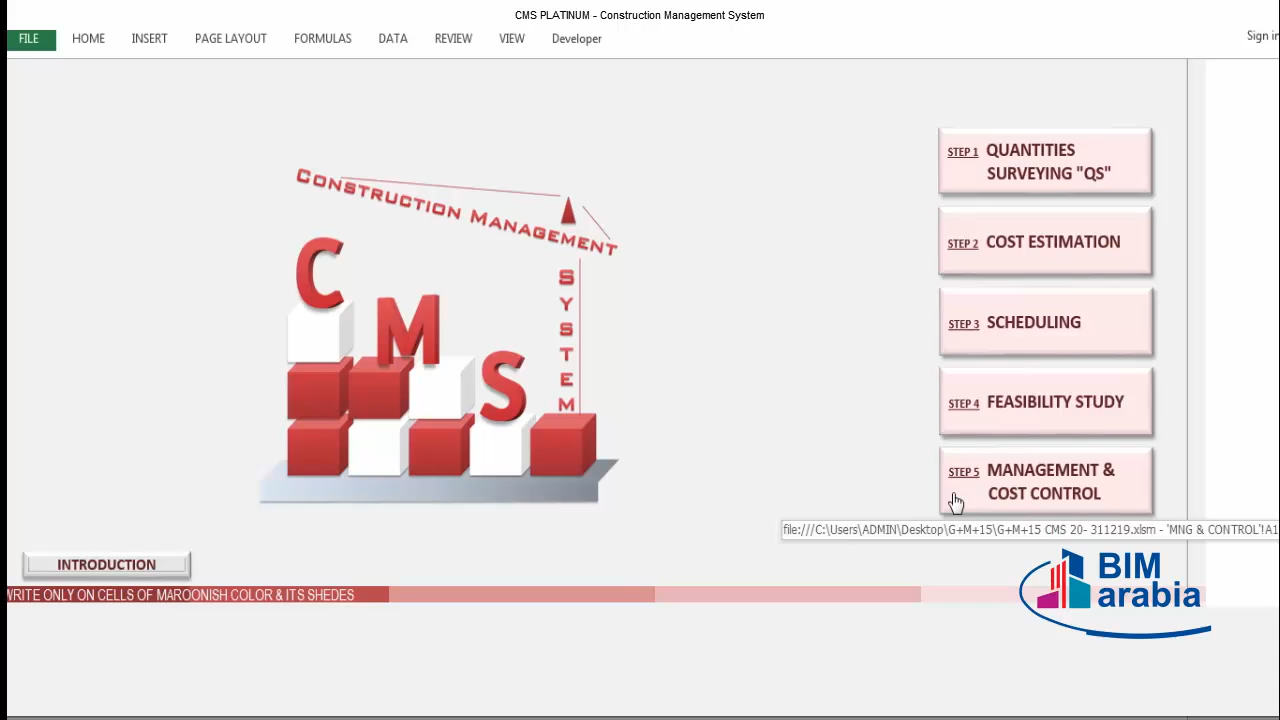 CMS PLATINUM - Construction Management System
FILE HOME INSERT PAGE LAYOUT FORMULAS DATA REVIEW VIEW Developer Sign in
CONSTRUCTION MANAGEMENT
SYSTEM
C
M
S
STEP 1 QUANTITIES
SURVEYING "QS"
STEP 2 COST ESTIMATION
STEP 3 SCHEDULING
STEP 4 FEASIBILITY STUDY
STEP 5 MANAGEMENT &
COST CONTROL
file:///C:\Users\ADMIN\Desktop\G+M+15\G+M+15 CMS 20- 311219.xlsm - 'MNG & CONTROL'!A1
INTRODUCTION
WRITE ONLY ON CELLS OF MAROONISH COLOR & ITS SHEDES
BIM
arabia